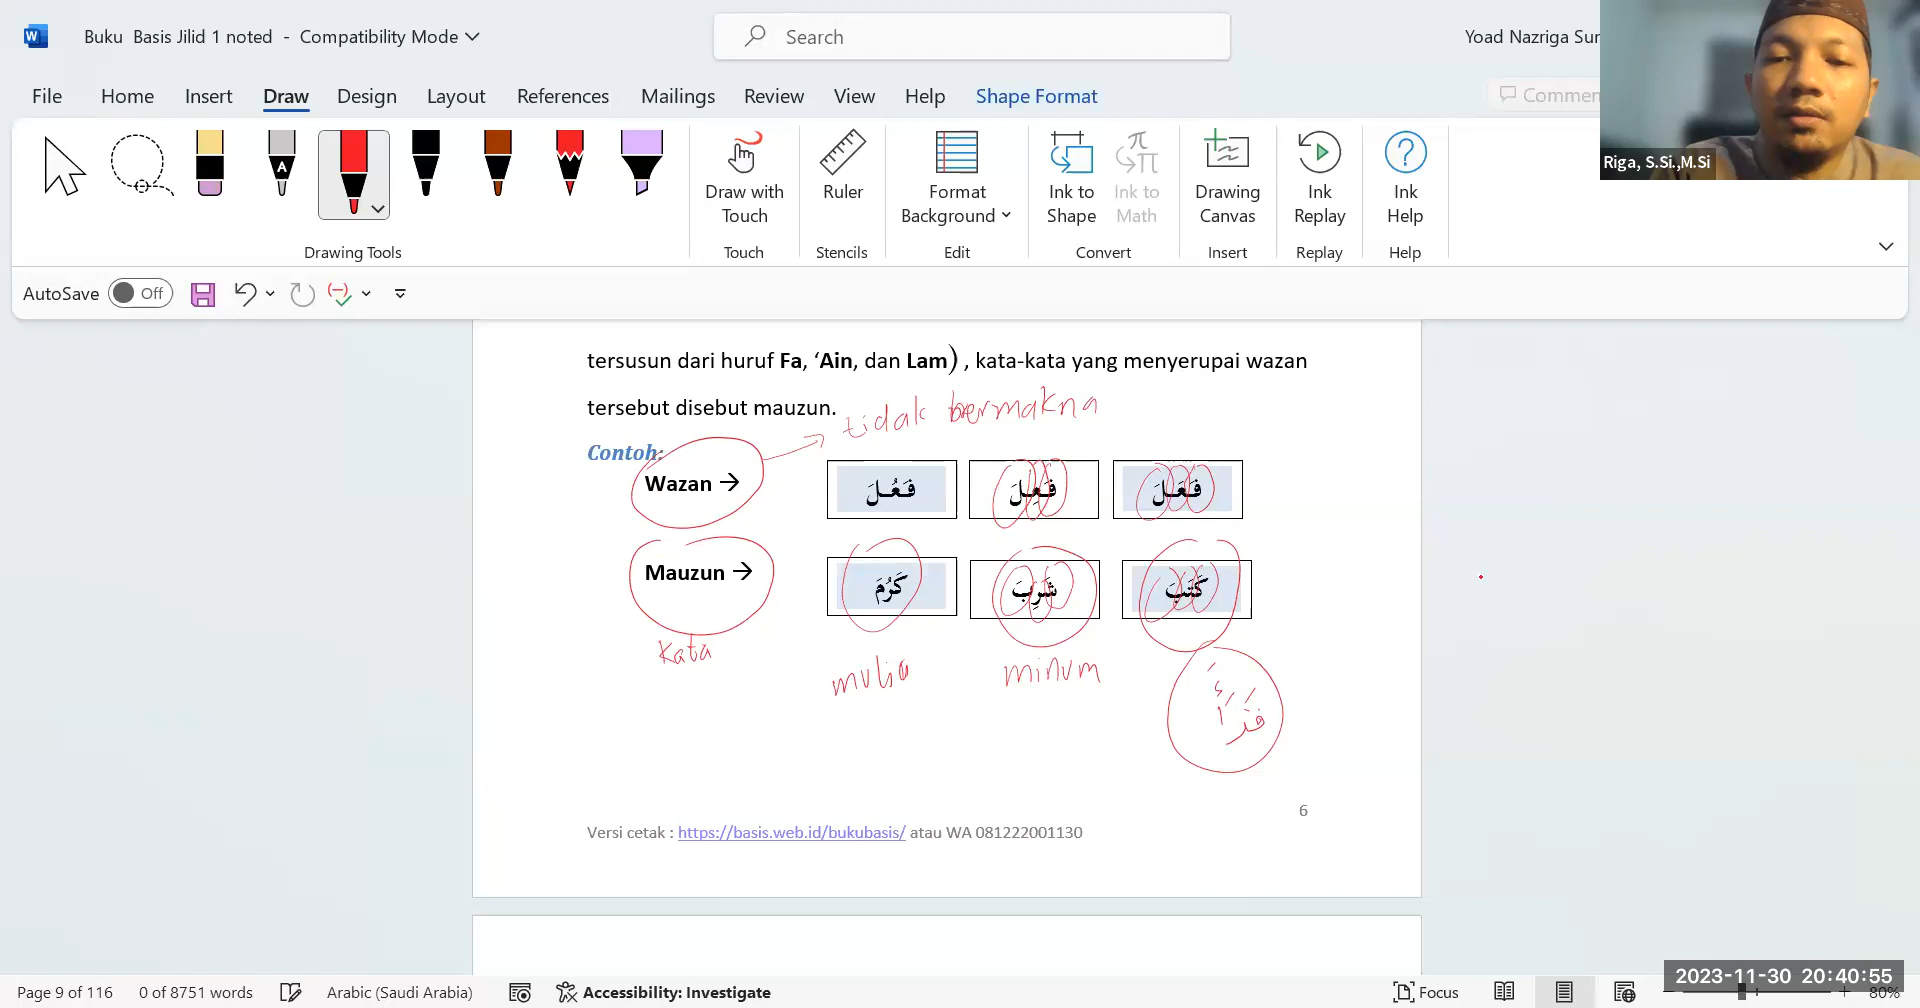 Buku Basis Jilid 1 noted - Compatibility Mode
Search
Yoad Nazriga Sur
File Home Insert Draw Design Layout References Mailings Review View Help Shape Format
Commen
Riga, S.Si.,M.Si
A
Draw with Touch
Ruler
Format Background
Ink to Shape
Ink to Math
Drawing Canvas
Ink Replay
Ink Help
Drawing Tools Touch Stencils Edit Convert Insert Replay Help
AutoSave Off
tersusun dari huruf Fa, ‘Ain, dan Lam) , kata-kata yang menyerupai wazan
tersebut disebut mauzun.
tidak bermakna
Contoh:
Wazan →
فَعَلَ فَعِلَ فَعُلَ
Mauzun →
كَتَبَ شَرِبَ كَرُمَ
kata
mulia minum
6
Versi cetak : https://basis.web.id/bukubasis/ atau WA 081222001130
2023-11-30 20:40:55
Page 9 of 116 0 of 8751 words Arabic (Saudi Arabia) Accessibility: Investigate Focus 80%